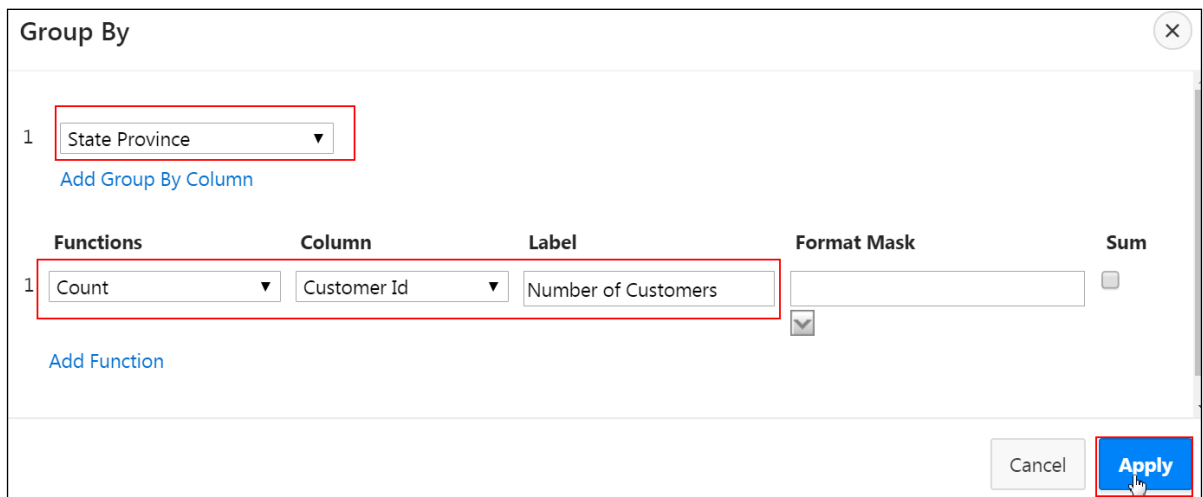 Group By
1 State Province
Add Group By Column
Functions Column Label Format Mask Sum
1 Count Customer Id Number of Customers
Add Function
Cancel Apply